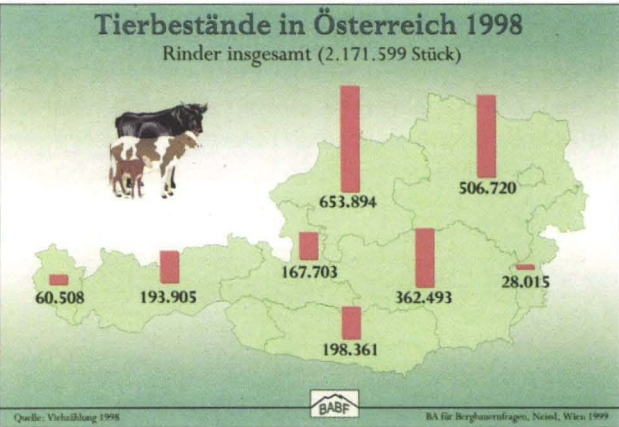 Tierbestände in Österreich 1998
Rinder insgesamt (2.171.599 Stück)
653.894
506.720
167.703
60.508
193.905
362.493
28.015
198.361
BABF
Quelle: Viehzählung 1998
BA für Bergbauernfragen, Neissl, Wien 1999